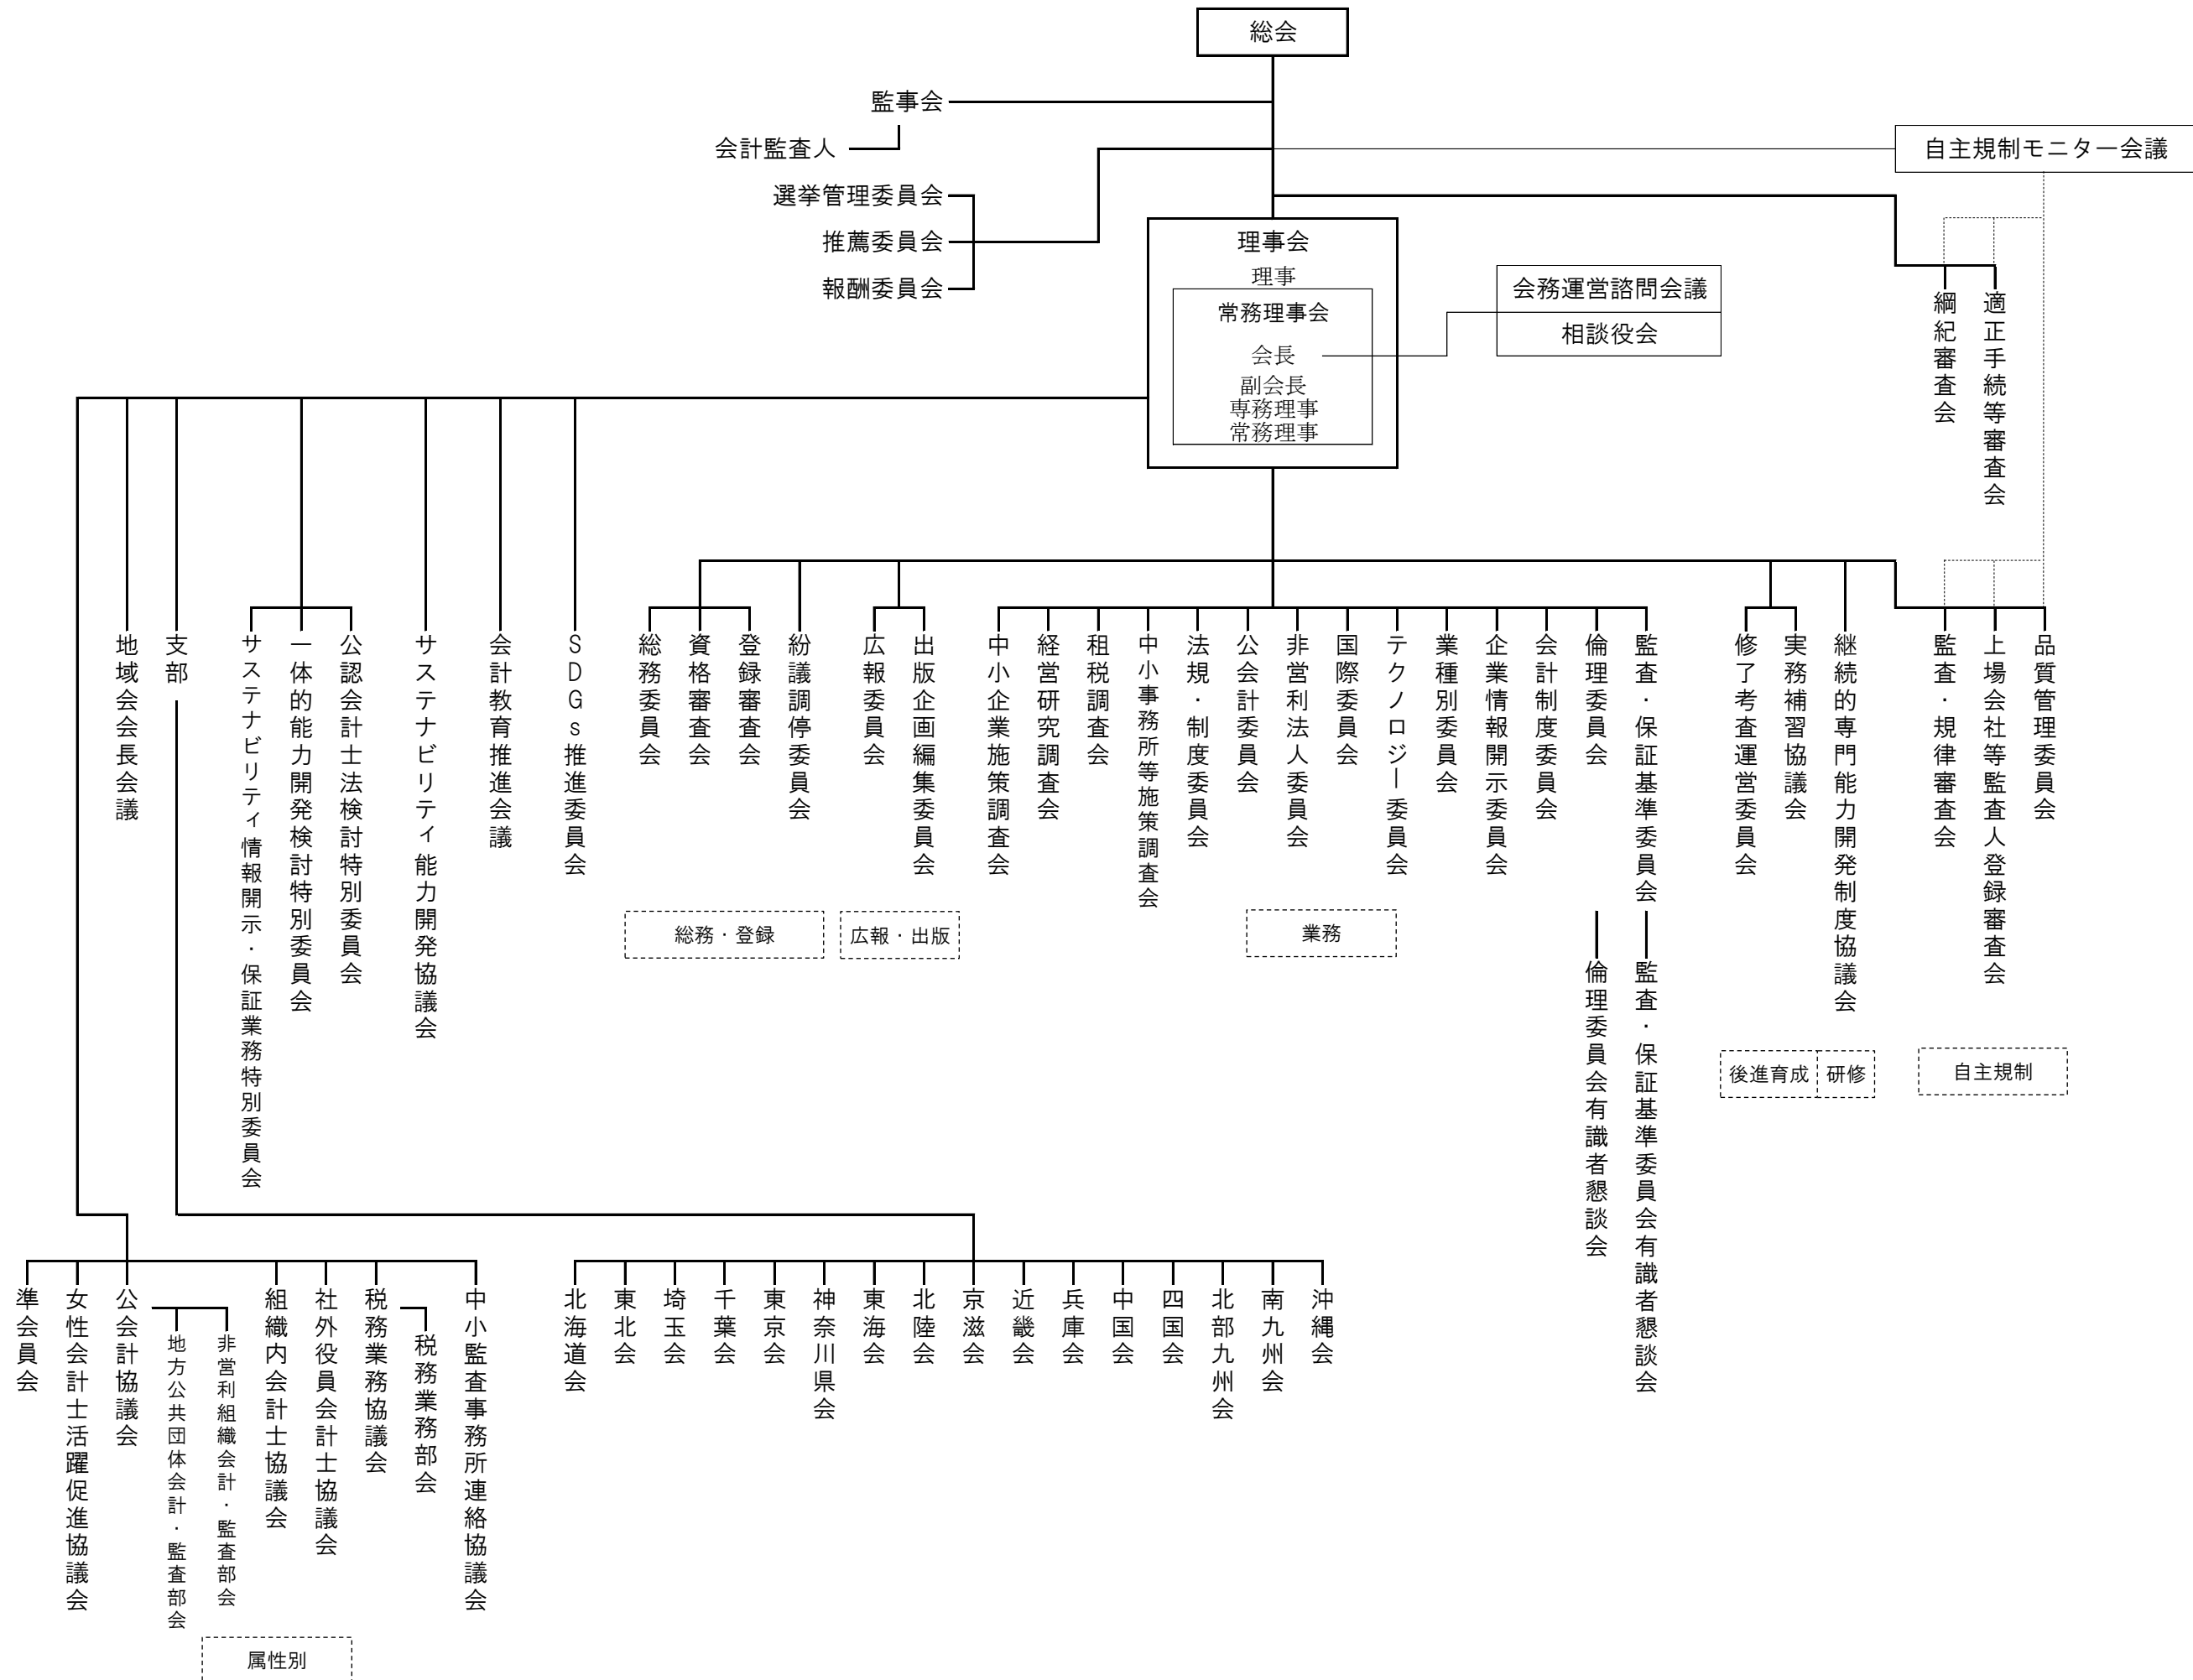 総会
監事会
会計監査人
自主規制モニター会議
選挙管理委員会
推薦委員会
報酬委員会
理事会
理事
常務理事会
会長
副会長
専務理事
常務理事
会務運営諮問会議
相談役会
綱紀審査会
適正手続等審査会
地域会会長会議
支部
サステナビリティ情報開示・保証業務特別委員会
一体的能力開発検討特別委員会
公認会計士法検討特別委員会
サステナビリティ能力開発協議会
会計教育推進会議
SDGs推進委員会
総務委員会
資格審査会
登録審査会
紛議調停委員会
広報委員会
出版企画編集委員会
中小企業施策調査会
経営研究調査会
租税調査会
中小事務所等施策調査会
法規・制度委員会
公会計委員会
非営利法人委員会
国際委員会
テクノロジー委員会
業種別委員会
企業情報開示委員会
会計制度委員会
倫理委員会
監査・保証基準委員会
修了考査運営委員会
実務補習協議会
継続的専門能力開発制度協議会
監査・規律審査会
上場会社等監査人登録審査会
品質管理委員会
総務・登録
広報・出版
業務
倫理委員会有識者懇談会
監査・保証基準委員会有識者懇談会
後進育成
研修
自主規制
準会員会
女性会計士活躍促進協議会
公会計協議会
地方公共団体会計・監査部会
非営利組織会計・監査部会
組織内会計士協議会
社外役員会計士協議会
税務業務協議会
税務業務部会
中小監査事務所連絡協議会
北海道会
東北会
埼玉会
千葉会
東京会
神奈川県会
東海会
北陸会
京滋会
近畿会
兵庫会
中国会
四国会
北部九州会
南九州会
沖縄会
属性別